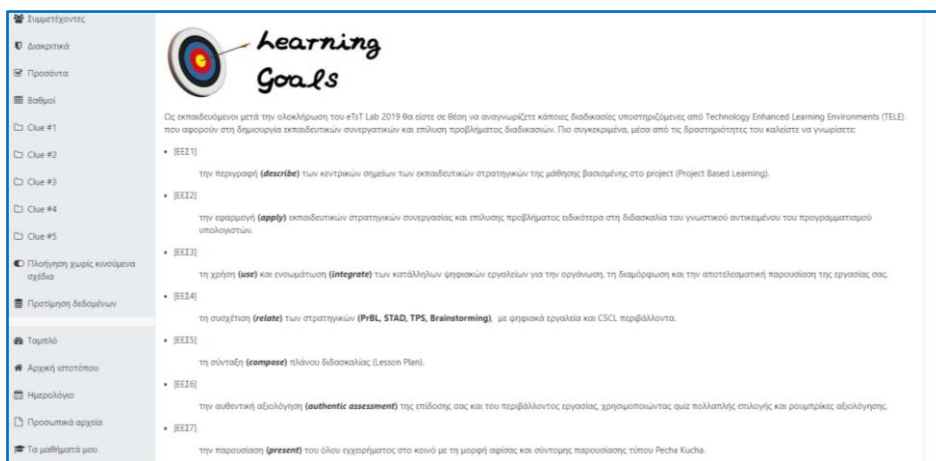 Συμμετέχοντες
Διακριτικά
Προσόντα
Βαθμοί
Clue #1
Clue #2
Clue #3
Clue #4
Clue #5
Πλοήγηση χωρίς κινούμενα
σχέδια
Προτίμηση δεδομένων
Ταμπλό
Αρχική ιστοτόπου
Ημερολόγιο
Προσωπικά αρχεία
Τα μαθήματά μου
Learning
Goals
Ως εκπαιδευόμενοι μετά την ολοκλήρωση του eTsT Lab 2019 θα είστε σε θέση να αναγνωρίζετε κάποιες διαδικασίες υποστηριζόμενες από Technology Enhanced Learning Environments (TELE)
που αφορούν στη δημιουργία εκπαιδευτικών συνεργατικών και επίλυση προβλήματος διαδικασιών. Πιο συγκεκριμένα, μέσα από τις δραστηριότητες του καλείστε να γνωρίσετε:
• [ΕΕΣ1]
την περιγραφή (describe) των κεντρικών σημείων των εκπαιδευτικών στρατηγικών της μάθησης βασισμένης στο project (Project Based Learning).
• [ΕΕΣ2]
την εφαρμογή (apply) εκπαιδευτικών στρατηγικών συνεργασίας και επίλυσης προβλήματος ειδικότερα στη διδασκαλία του γνωστικού αντικειμένου του προγραμματισμού
υπολογιστών.
• [ΕΕΣ3]
τη χρήση (use) και ενσωμάτωση (integrate) των κατάλληλων ψηφιακών εργαλείων για την οργάνωση, τη διαμόρφωση και την αποτελεσματική παρουσίαση της εργασίας σας.
• [ΕΕΣ4]
τη συσχέτιση (relate) των στρατηγικών (PrBL, STAD, TPS, Brainstorming), με ψηφιακά εργαλεία και CSCL περιβάλλοντα.
• [ΕΕΣ5]
τη σύνταξη (compose) πλάνου διδασκαλίας (Lesson Plan).
• [ΕΕΣ6]
την αυθεντική αξιολόγηση (authentic assessment) της επίδοσης σας και του περιβάλλοντος εργασίας, χρησιμοποιώντας quiz πολλαπλής επιλογής και ρουμπρίκες αξιολόγησης.
• [ΕΕΣ7]
την παρουσίαση (present) του όλου εγχειρήματος στο κοινό με τη μορφή αφίσας και σύντομης παρουσίασης τύπου Pecha Kucha.